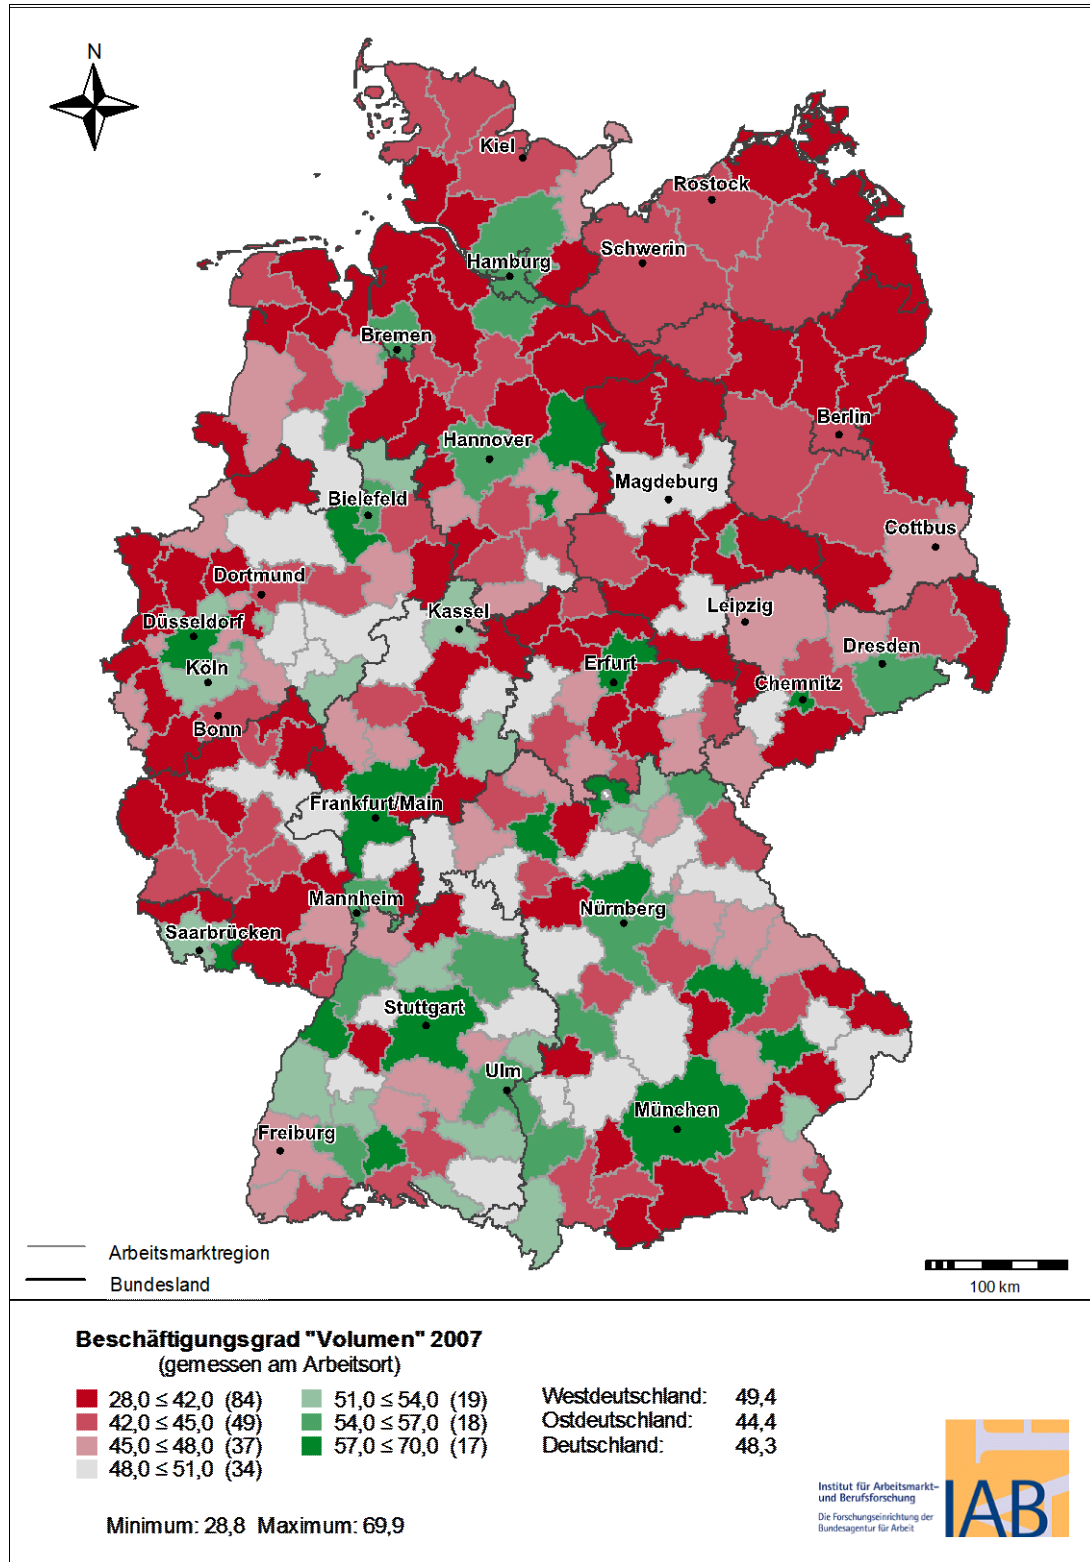 N
Kiel
Rostock
Schwerin
Hamburg
Bremen
Berlin
Hannover
Magdeburg
Bielefeld
Cottbus
Dortmund
Leipzig
Kassel
Düsseldorf
Dresden
Erfurt
Köln
Chemnitz
Bonn
Frankfurt/Main
Mannheim
Nürnberg
Saarbrücken
Stuttgart
Ulm
München
Freiburg
Arbeitsmarktregion
Bundesland
100 km
Beschäftigungsgrad "Volumen" 2007
(gemessen am Arbeitsort)
28,0 ≤ 42,0 (84)
42,0 ≤ 45,0 (49)
45,0 ≤ 48,0 (37)
48,0 ≤ 51,0 (34)
51,0 ≤ 54,0 (19)
54,0 ≤ 57,0 (18)
57,0 ≤ 70,0 (17)
Westdeutschland: 49,4
Ostdeutschland: 44,4
Deutschland: 48,3
Minimum: 28,8 Maximum: 69,9
Institut für Arbeitsmarkt-
und Berufsforschung
Die Forschungseinrichtung der
Bundesagentur für Arbeit
IAB